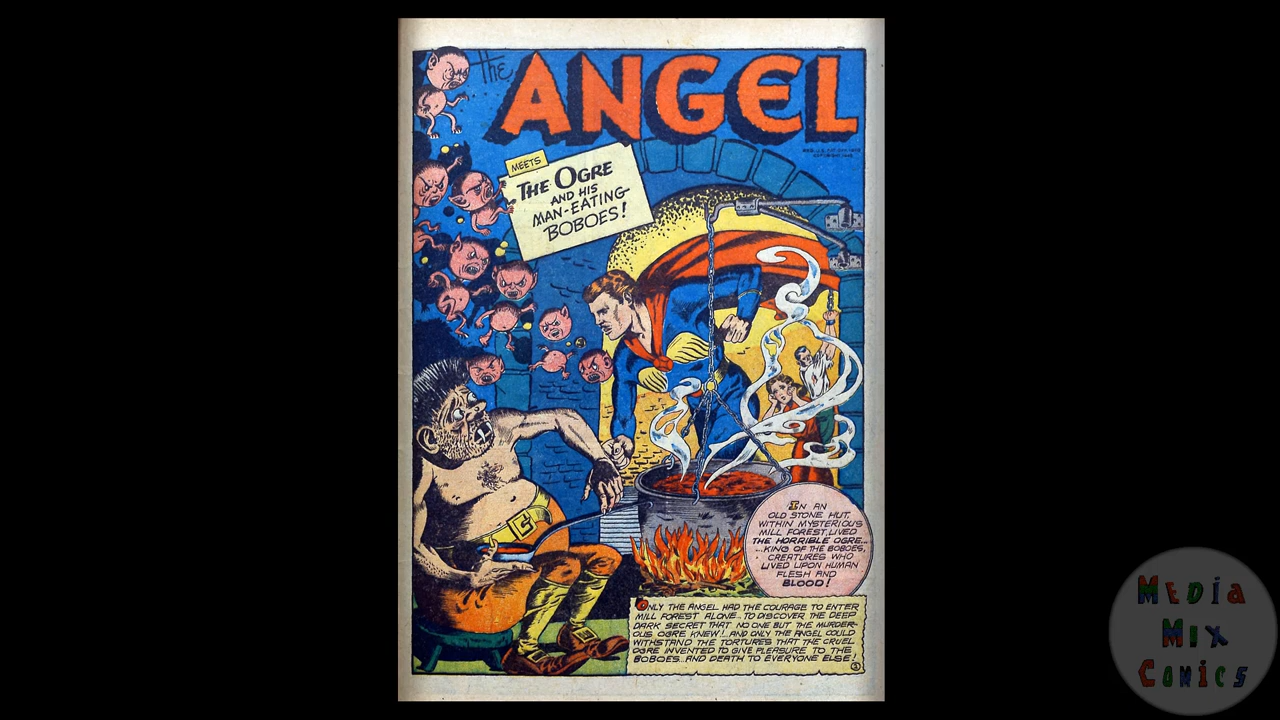 the
ANGEL
MEETS
THE OGRE
AND HIS
MAN-EATING
BOBOES!
IN AN
OLD STONE HUT,
WITHIN MYSTERIOUS
MILL FOREST, LIVED
THE HORRIBLE OGRE...
...KING OF THE BOBOES,
CREATURES WHO
LIVED UPON HUMAN
FLESH AND
BLOOD!
ONLY THE ANGEL HAD THE COURAGE TO ENTER
MILL FOREST ALONE... TO DISCOVER THE DEEP
DARK SECRET THAT NO ONE BUT THE MURDER-
OUS OGRE KNEW! AND ONLY THE ANGEL COULD
WITHSTAND THE TORTURES THAT THE CRUEL
OGRE INVENTED TO GIVE PLEASURE TO THE
BOBOES...AND DEATH TO EVERYONE ELSE!
MEDiA
MIX
COMICS